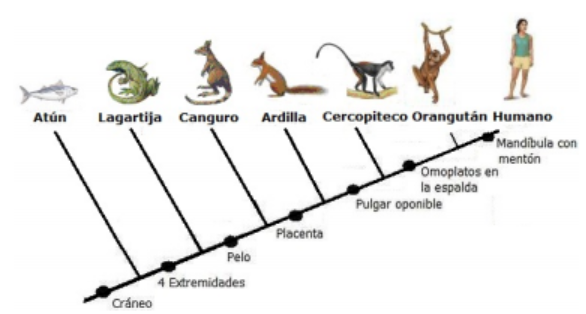 Atún Lagartija Canguro Ardilla Cercopiteco Orangután Humano
Mandíbula con
mentón
Omoplatos en
la espalda
Pulgar oponible
Placenta
Pelo
4 Extremidades
Cráneo